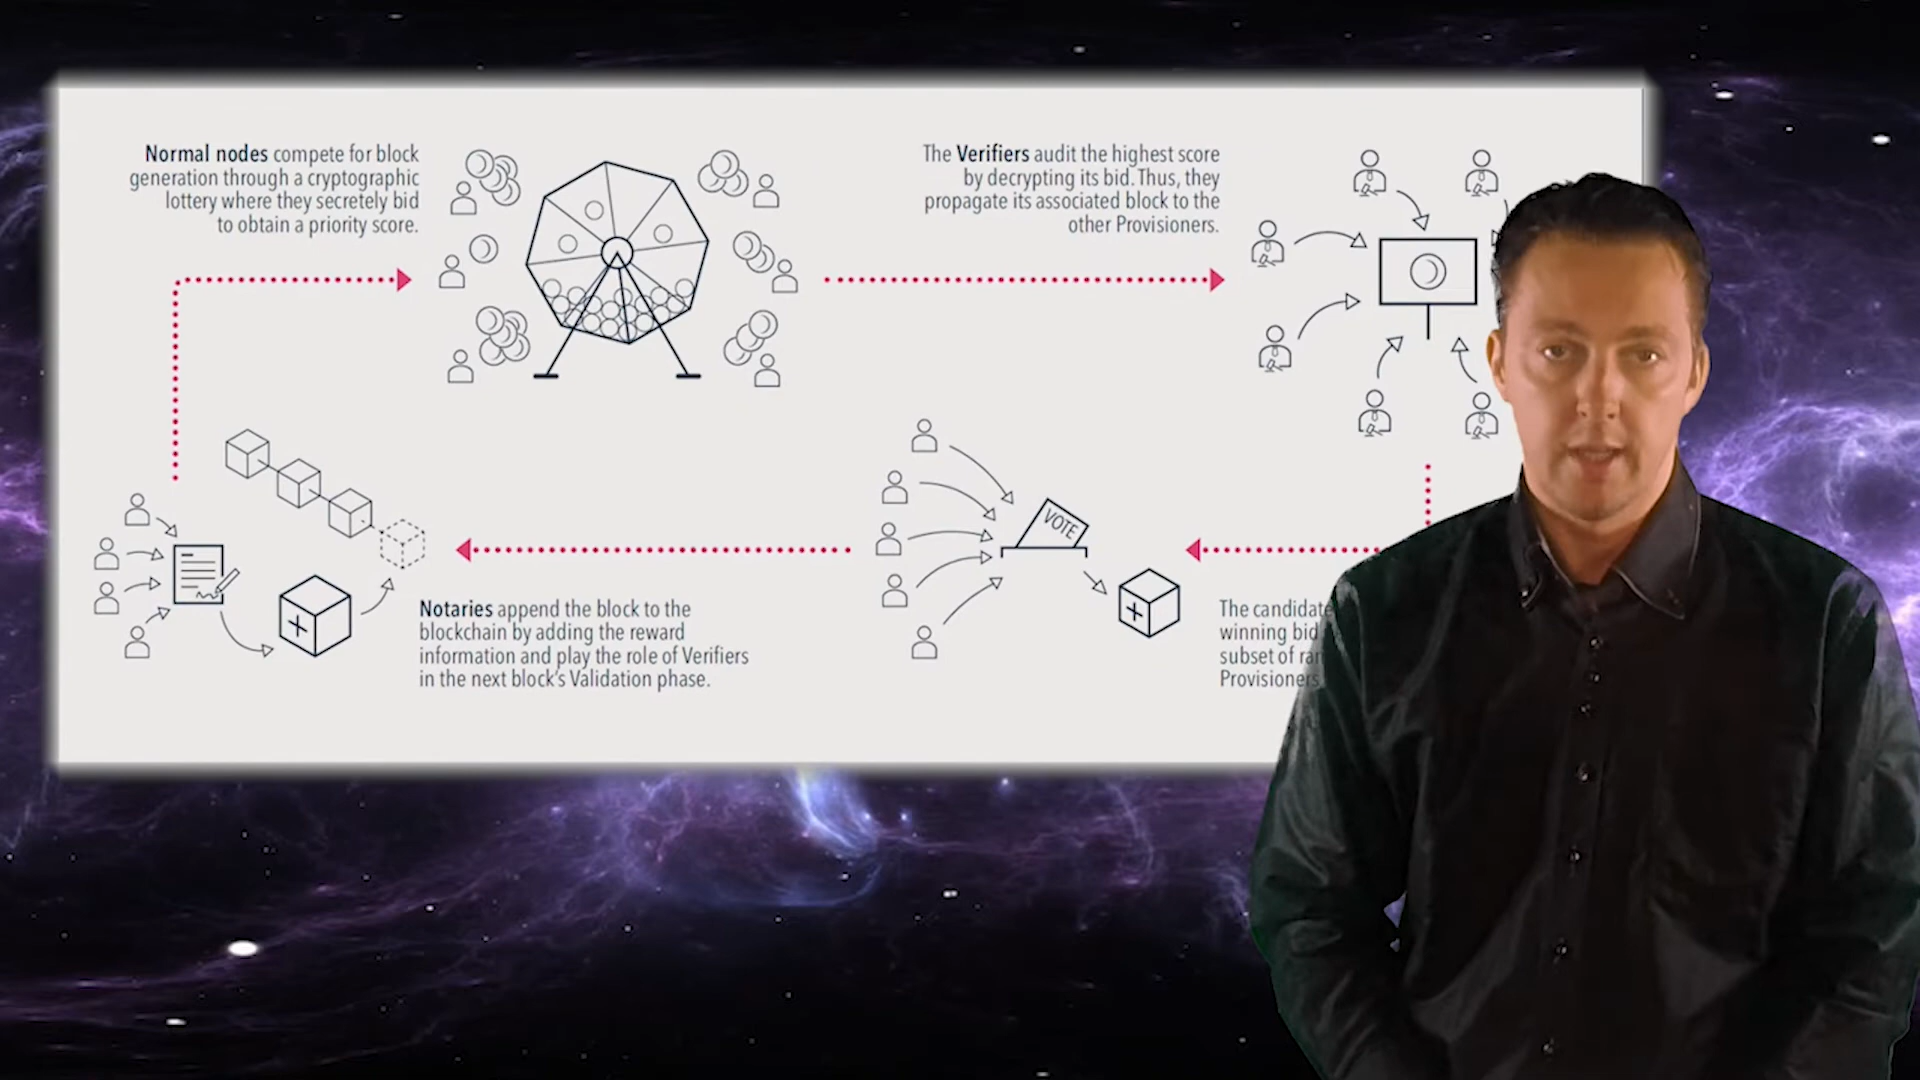 Normal nodes compete for block
generation through a cryptographic
lottery where they secretely bid
to obtain a priority score.
The Verifiers audit the highest score
by decrypting its bid. Thus, they
propagate its associated block to the
other Provisioners.
VOTE
Notaries append the block to the
blockchain by adding the reward
information and play the role of Verifiers
in the next block's Validation phase.
The candidate
winning bid
subset of
Provisioners